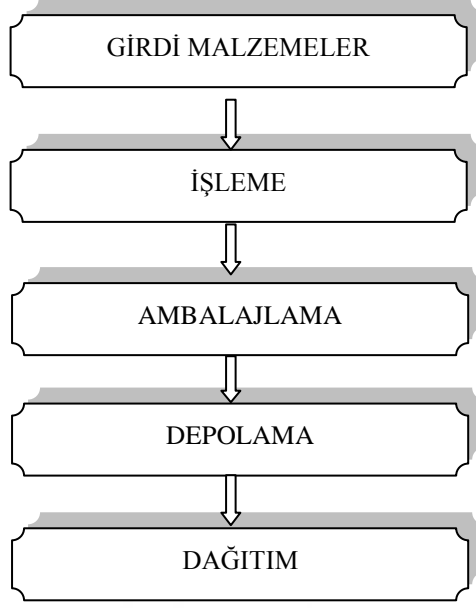 GİRDİ MALZEMELER
İŞLEME
AMBALAJLAMA
DEPOLAMA
DAĞITIM